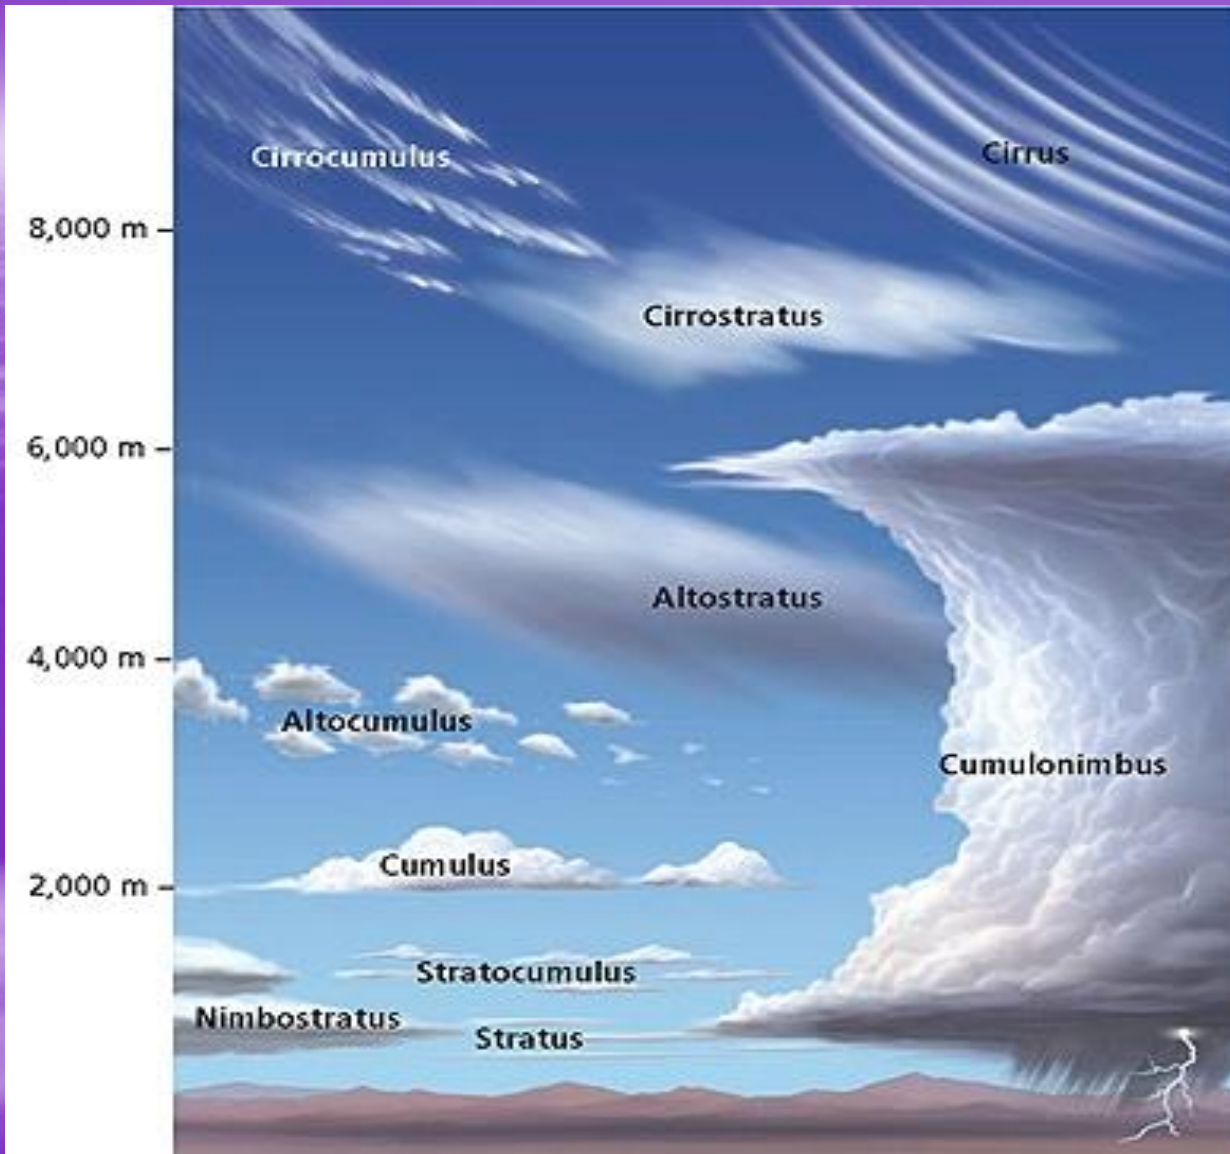 Cirrocumulus
Cirrus
8,000 m
Cirrostratus
6,000 m
Altostratus
4,000 m
Altocumulus
Cumulonimbus
Cumulus
2,000 m
Stratocumulus
Nimbostratus
Stratus